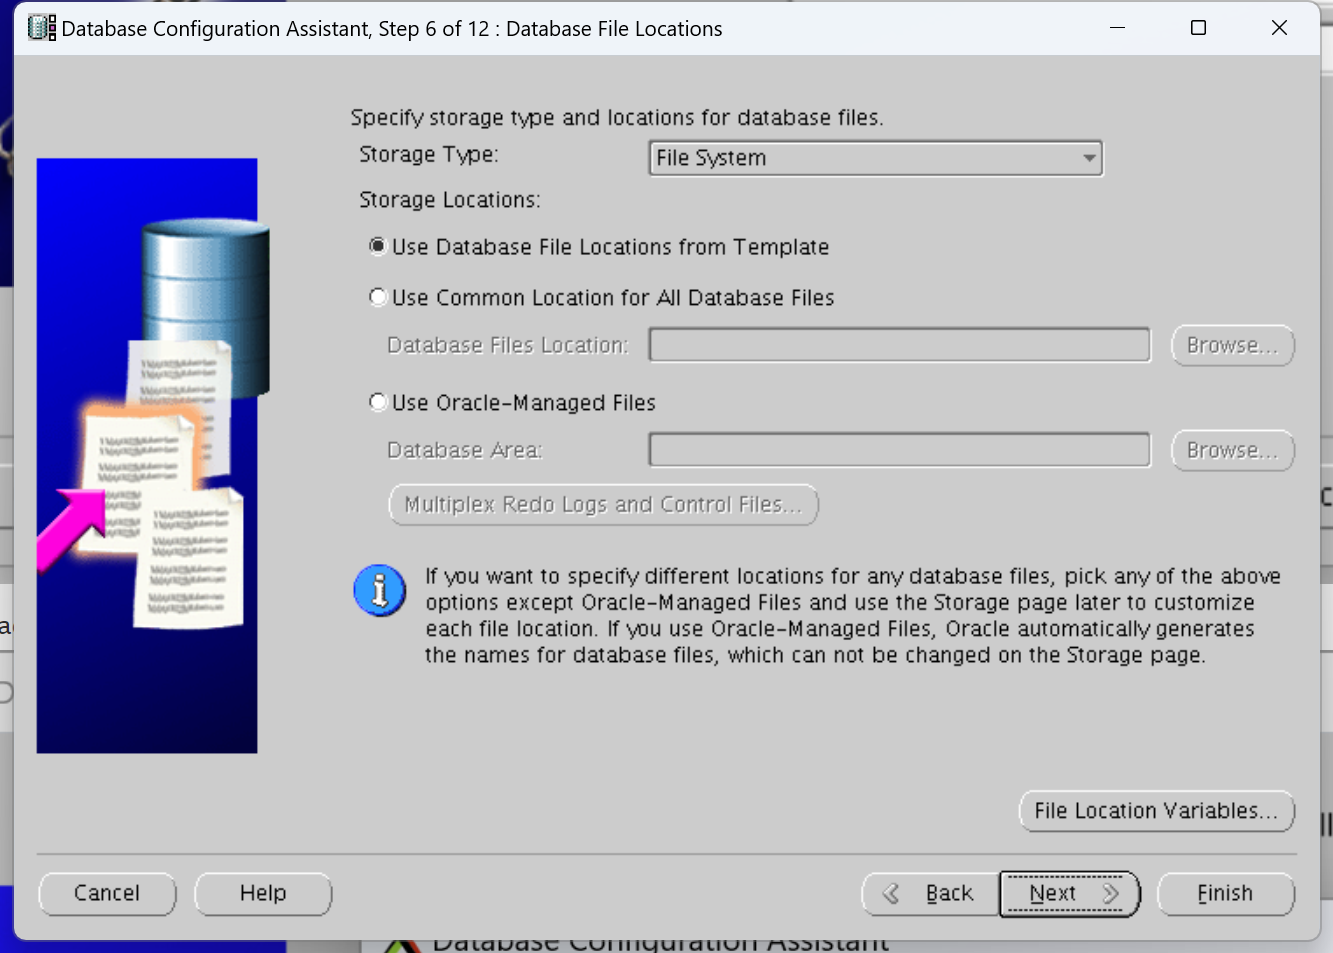 Database Configuration Assistant, Step 6 of 12 : Database File Locations
Specify storage type and locations for database files.
Storage Type:
File System
Storage Locations:
Use Database File Locations from Template
Use Common Location for All Database Files
Database Files Location:
Browse...
Use Oracle-Managed Files
Database Area:
Browse...
Multiplex Redo Logs and Control Files...
If you want to specify different locations for any database files, pick any of the above
options except Oracle-Managed Files and use the Storage page later to customize
each file location. If you use Oracle-Managed Files, Oracle automatically generates
the names for database files, which can not be changed on the Storage page.
File Location Variables...
Cancel
Help
Back
Next
Finish
Database Configuration Assistant